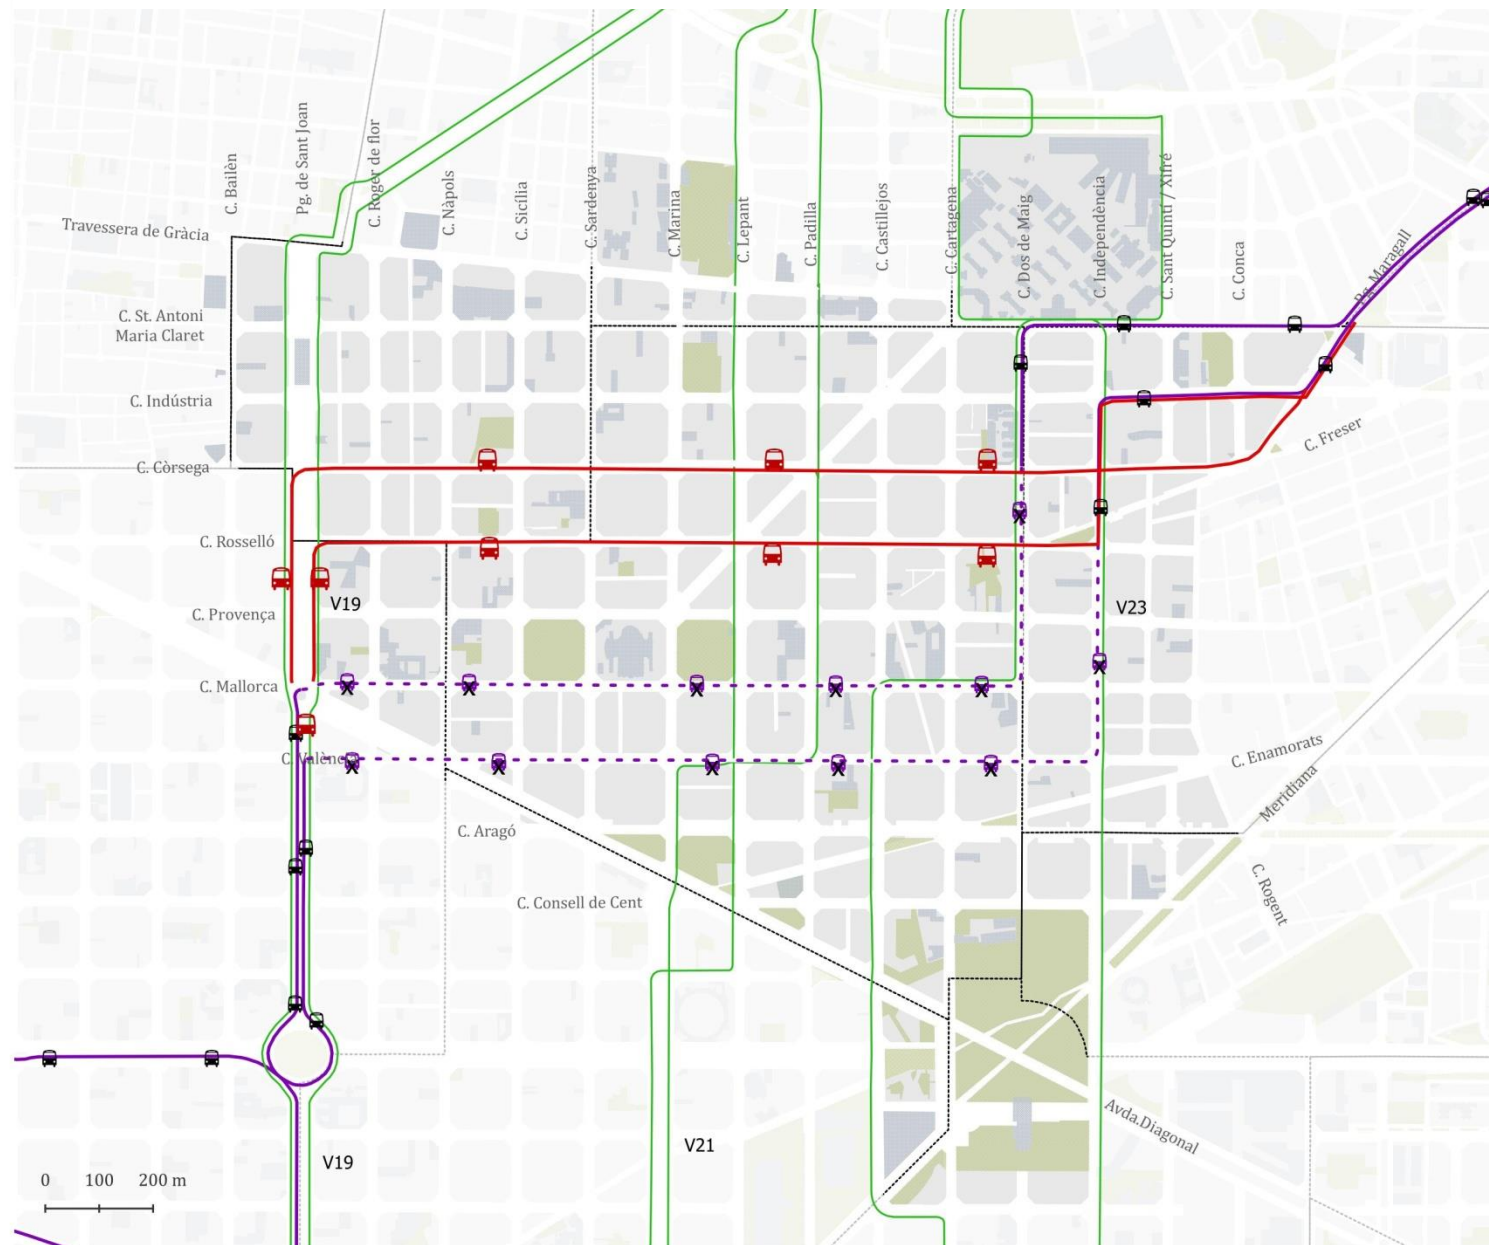 C. Bailèn
Pg. de Sant Joan
C. Roger de flor
C. Nàpols
C. Sicília
C. Sardenya
C. Marina
C. Lepant
C. Padilla
C. Castillejos
C. Cartagena
C. Dos de Maig
C. Independència
C. Sant Quintí / Xifré
C. Conca
Pg. Maragall
Travessera de Gràcia
C. St. Antoni
Maria Claret
C. Indústria
C. Freser
C. Còrsega
C. Rosselló
C. Provença
V19
V23
C. Mallorca
C. València
C. Enamorats
Meridiana
C. Aragó
C. Consell de Cent
C. Rogent
Avda.Diagonal
V21
V19
0 100 200 m